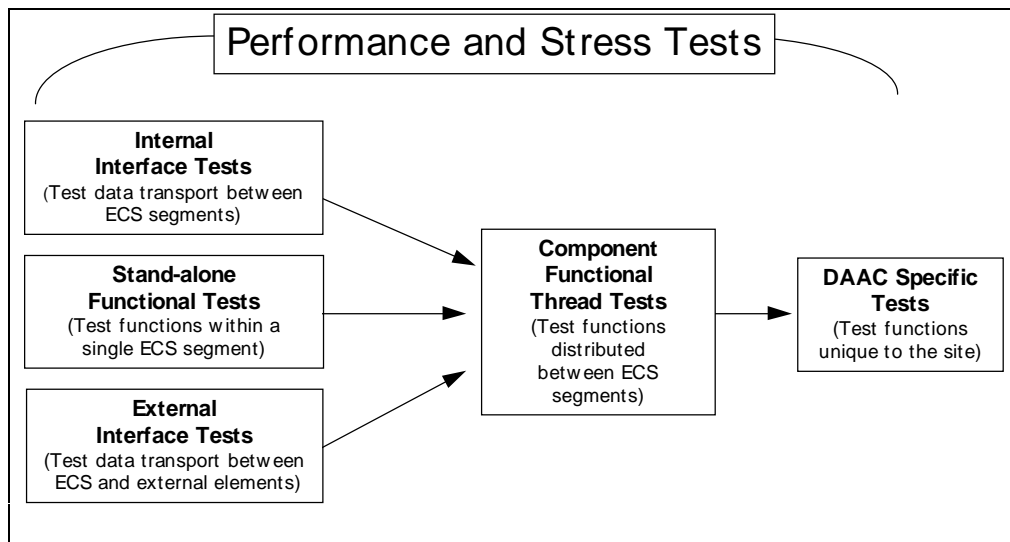 Performance and Stress Tests
Internal
Interface Tests
(Test data transport between
ECS segments)
Stand-alone
Functional Tests
(Test functions within a
single ECS segment)
External
Interface Tests
(Test data transport between
ECS and external elements)
Component
Functional
Thread Tests
(Test functions
distributed
between ECS
segments)
DAAC Specific
Tests
(Test functions
unique to the site)